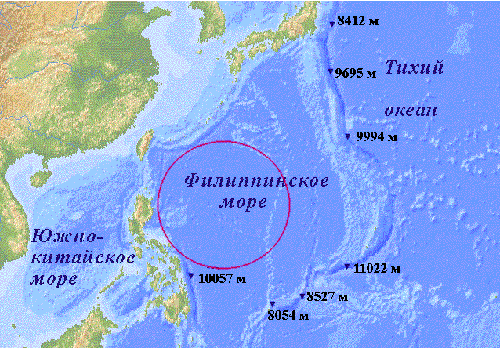 8412 м
9695 м
Тихий
океан
9994 м
Филиппинское
море
Южно-
китайское
море
10057 м
11022 м
8527 м
8054 м